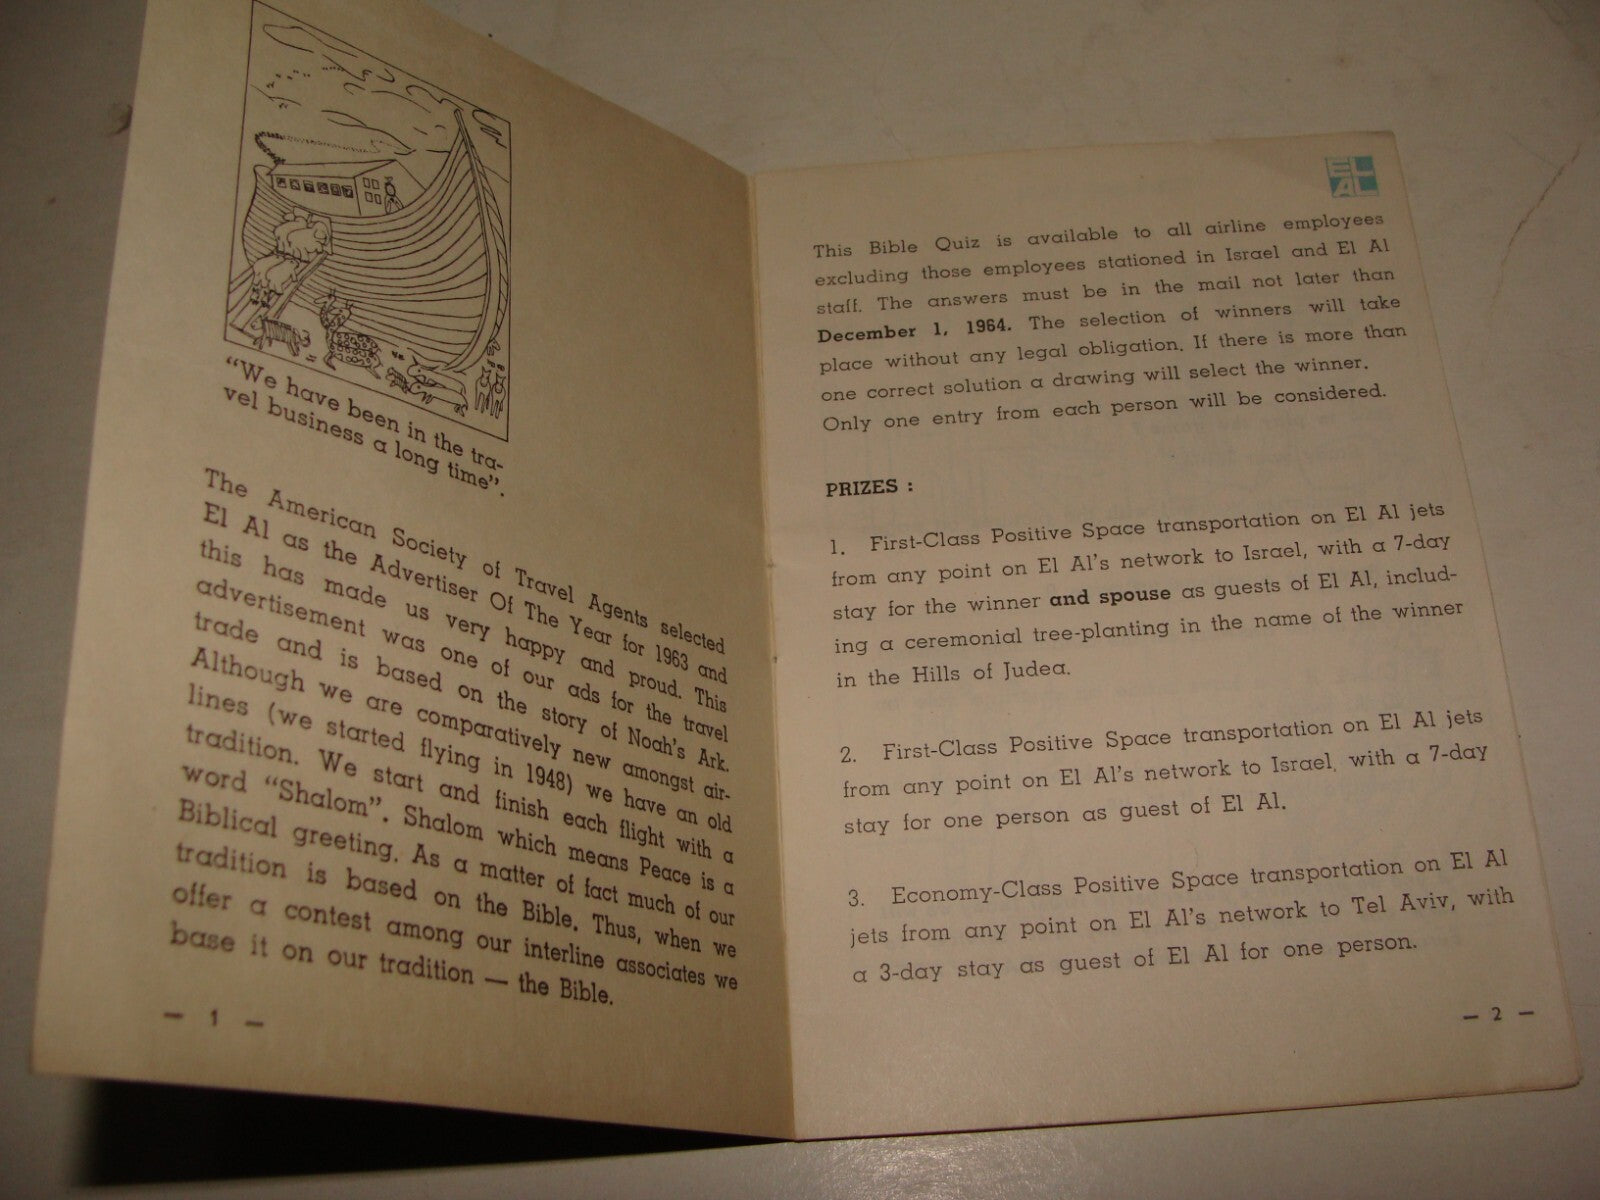 "We have been in the tra-
vel business a long time".
The American Society of Travel Agents selected
El Al as the Advertiser Of The Year for 1963 and
this has made us very happy and proud. This
advertisement was one of our ads for the travel
trade and is based on the story of Noah's Ark.
Although we are comparatively new amongst air-
lines (we started flying in 1948) we have an old
tradition. We start and finish each flight with a
word "Shalom". Shalom which means Peace is a
Biblical greeting. As a matter of fact much of our
tradition is based on the Bible. Thus, when we
offer a contest among our interline associates we
base it on our tradition — the Bible.
— 1 —
EL
AL
This Bible Quiz is available to all airline employees
excluding those employees stationed in Israel and El Al
staff. The answers must be in the mail not later than
December 1, 1964. The selection of winners will take
place without any legal obligation. If there is more than
one correct solution a drawing will select the winner.
Only one entry from each person will be considered.
PRIZES :
1. First-Class Positive Space transportation on El Al jets
from any point on El Al's network to Israel, with a 7-day
stay for the winner and spouse as guests of El Al, includ-
ing a ceremonial tree-planting in the name of the winner
in the Hills of Judea.
2. First-Class Positive Space transportation on El Al jets
from any point on El Al's network to Israel, with a 7-day
stay for one person as guest of El Al.
3. Economy-Class Positive Space transportation on El Al
jets from any point on El Al's network to Tel Aviv, with
a 3-day stay as guest of El Al for one person.
— 2 —